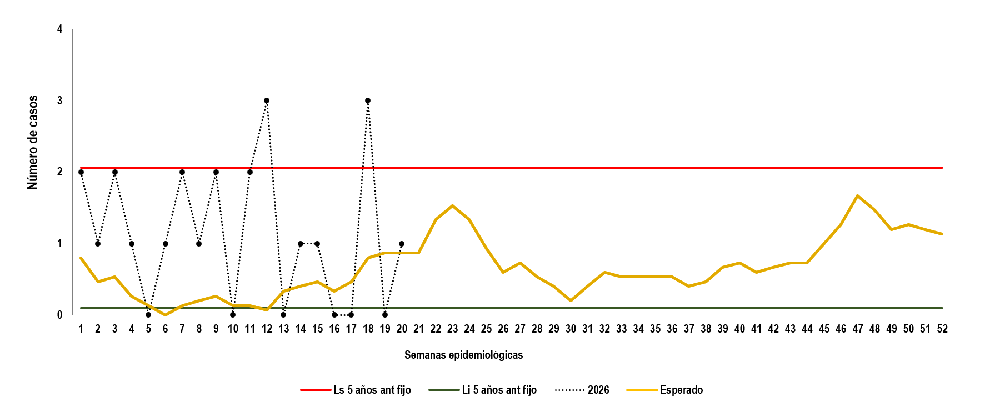 Número de casos
4
3
2
1
0
1 2 3 4 5 6 7 8 9 10 11 12 13 14 15 16 17 18 19 20 21 22 23 24 25 26 27 28 29 30 31 32 33 34 35 36 37 38 39 40 41 42 43 44 45 46 47 48 49 50 51 52
Semanas epidemiológicas
Ls 5 años ant fijo Li 5 años ant fijo 2026 Esperado